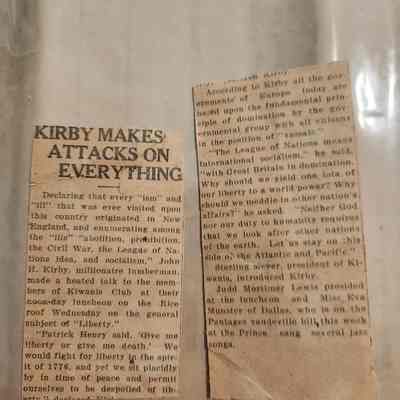 KIRBY MAKES
ATTACKS ON
EVERYTHING
Declaring that every "ism" and
"ill" that was ever visited upon
this country originated in New
England, and enumerating among
the "ills" "abolition, prohibition,
the Civil War, the League of Na-
tions idea, and socialism," John
H. Kirby, millionaire lumberman,
made a heated talk to the mem-
bers of Kiwanis Club at their
noon-day luncheon on the Rice
roof Wednesday on the general
subject of "Liberty."
"Patrick Henry said, 'Give me
liberty or give me death.' We
would fight for liberty in the spir-
it of 1776, and yet we sit placidly
by in time of peace and permit
ourselves to be despoiled of lib-
Kirby.
According to Kirby all the gov-
ernments of Europe today are
based upon the fundamental prin-
ciple of domination by the gov-
ernmental group with all citizens
in the position of "vassals."
"The League of Nations means
international socialism," he said,
"with Great Britain in domination.
Why should we yield one iota of
our liberty to a world power? Why
should we meddle in other nation's
affairs?" he asked. "Neither God
nor our duty to humanity requires
that we look after other nations
of the earth. Let us stay on this
side of the Atlantic and Pacific."
Sterling Myer, president of Ki-
wanis, introduced Kirby.
Judd Mortimer Lewis presided
at the luncheon and Miss Eva
Munster of Dallas, who is on the
Pantages vaudeville bill this week
at the Prince, sang several jazz
songs.